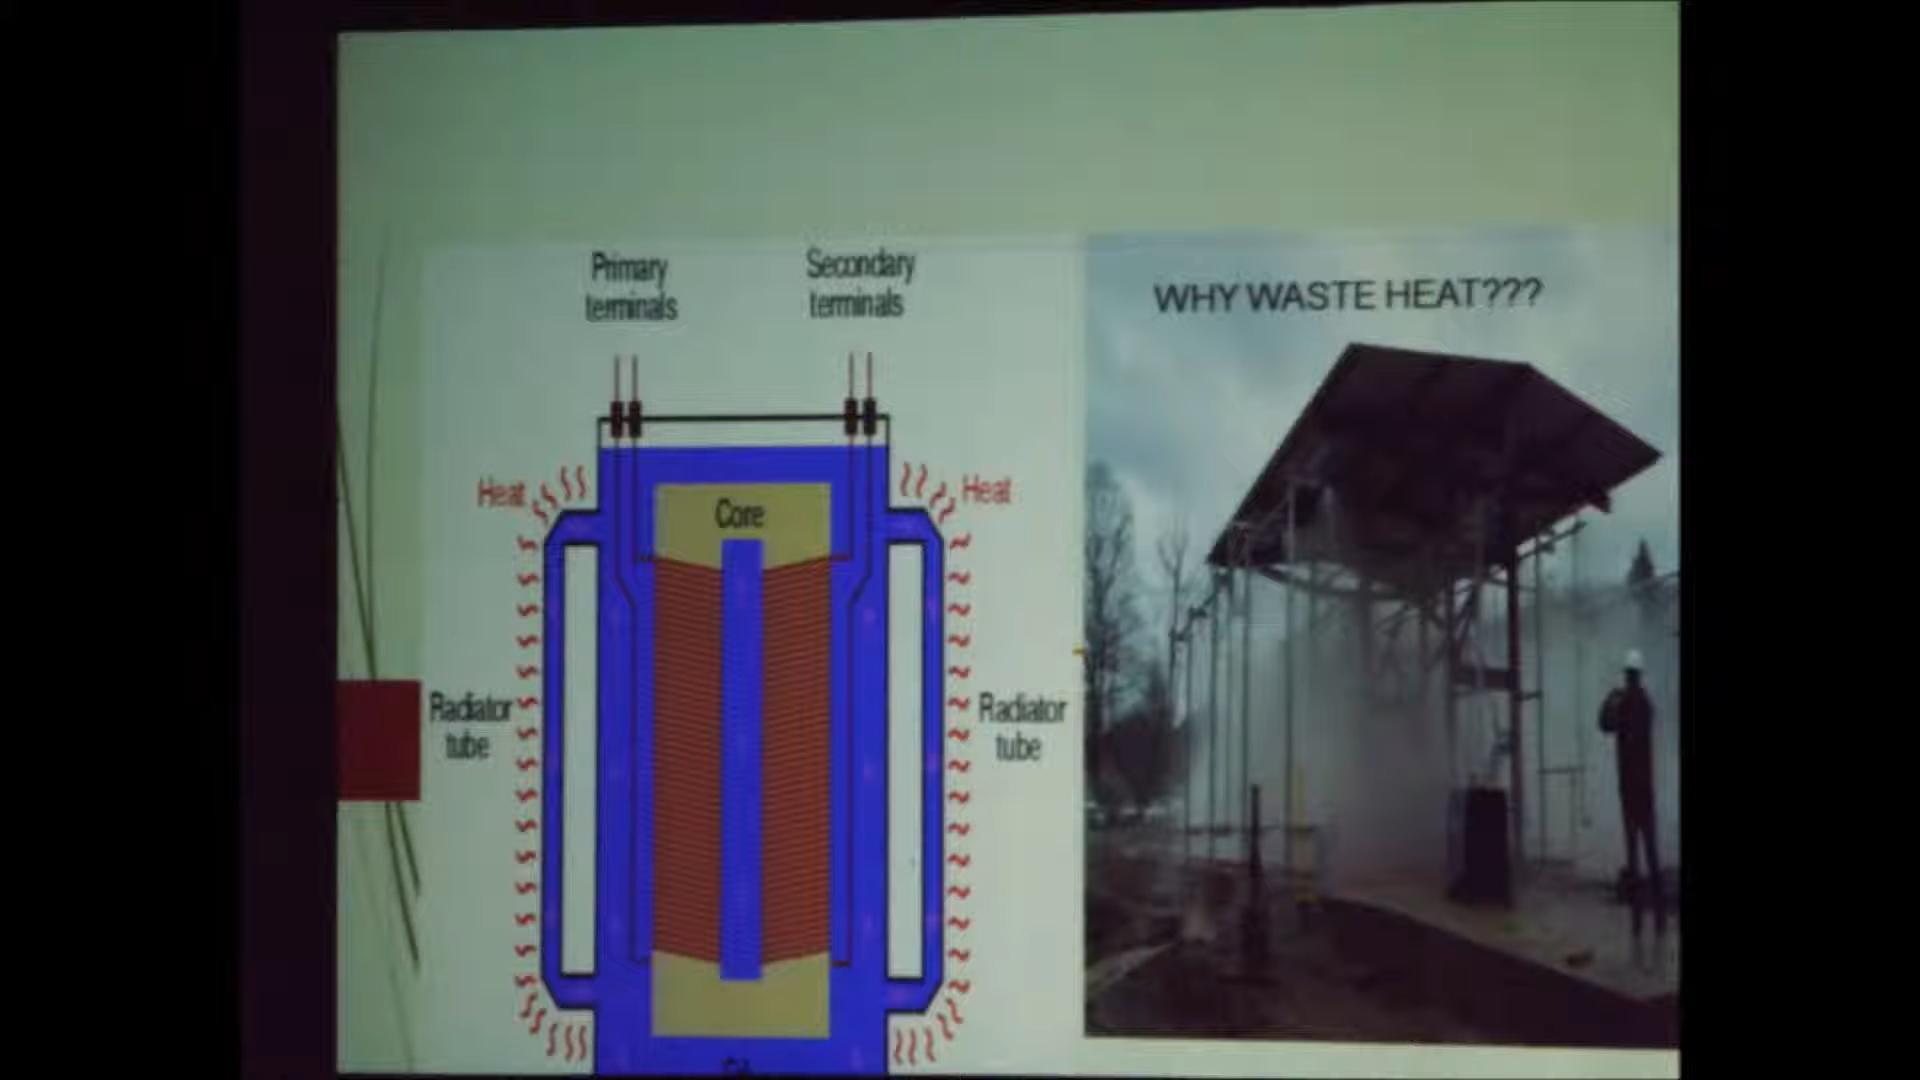 Primary
terminals
Secondary
terminals
WHY WASTE HEAT???
Heat
Heat
Core
Radiator
tube
Radiator
tube